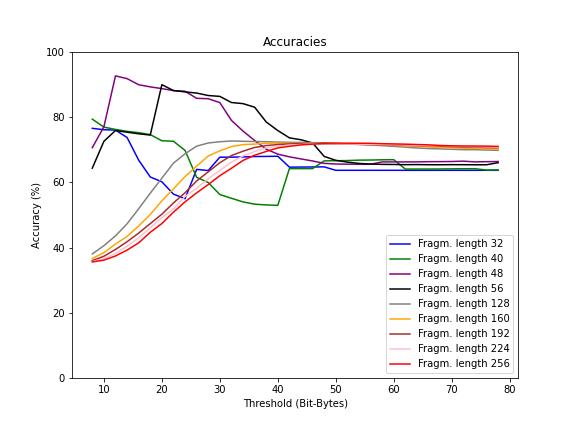 Accuracies
100
80
60
40
20
0
Accuracy (%)
10 20 30 40 50 60 70 80
Threshold (Bit-Bytes)
Fragm. length 32
Fragm. length 40
Fragm. length 48
Fragm. length 56
Fragm. length 128
Fragm. length 160
Fragm. length 192
Fragm. length 224
Fragm. length 256